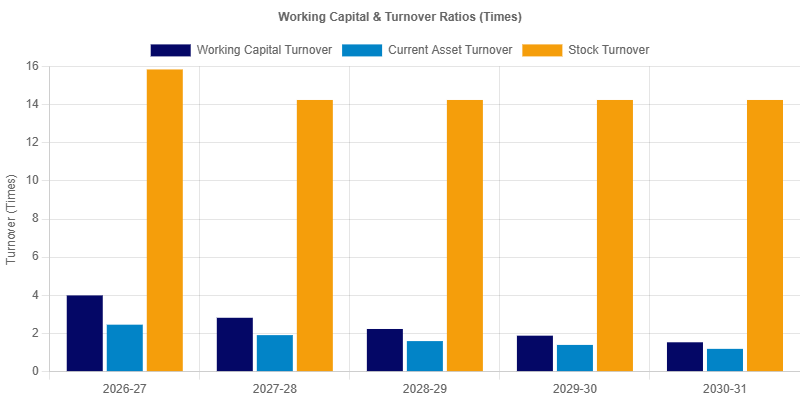 Working Capital & Turnover Ratios (Times)
Working Capital Turnover Current Asset Turnover Stock Turnover
16
14
12
10
8
6
4
2
0
Turnover (Times)
2026-27 2027-28 2028-29 2029-30 2030-31